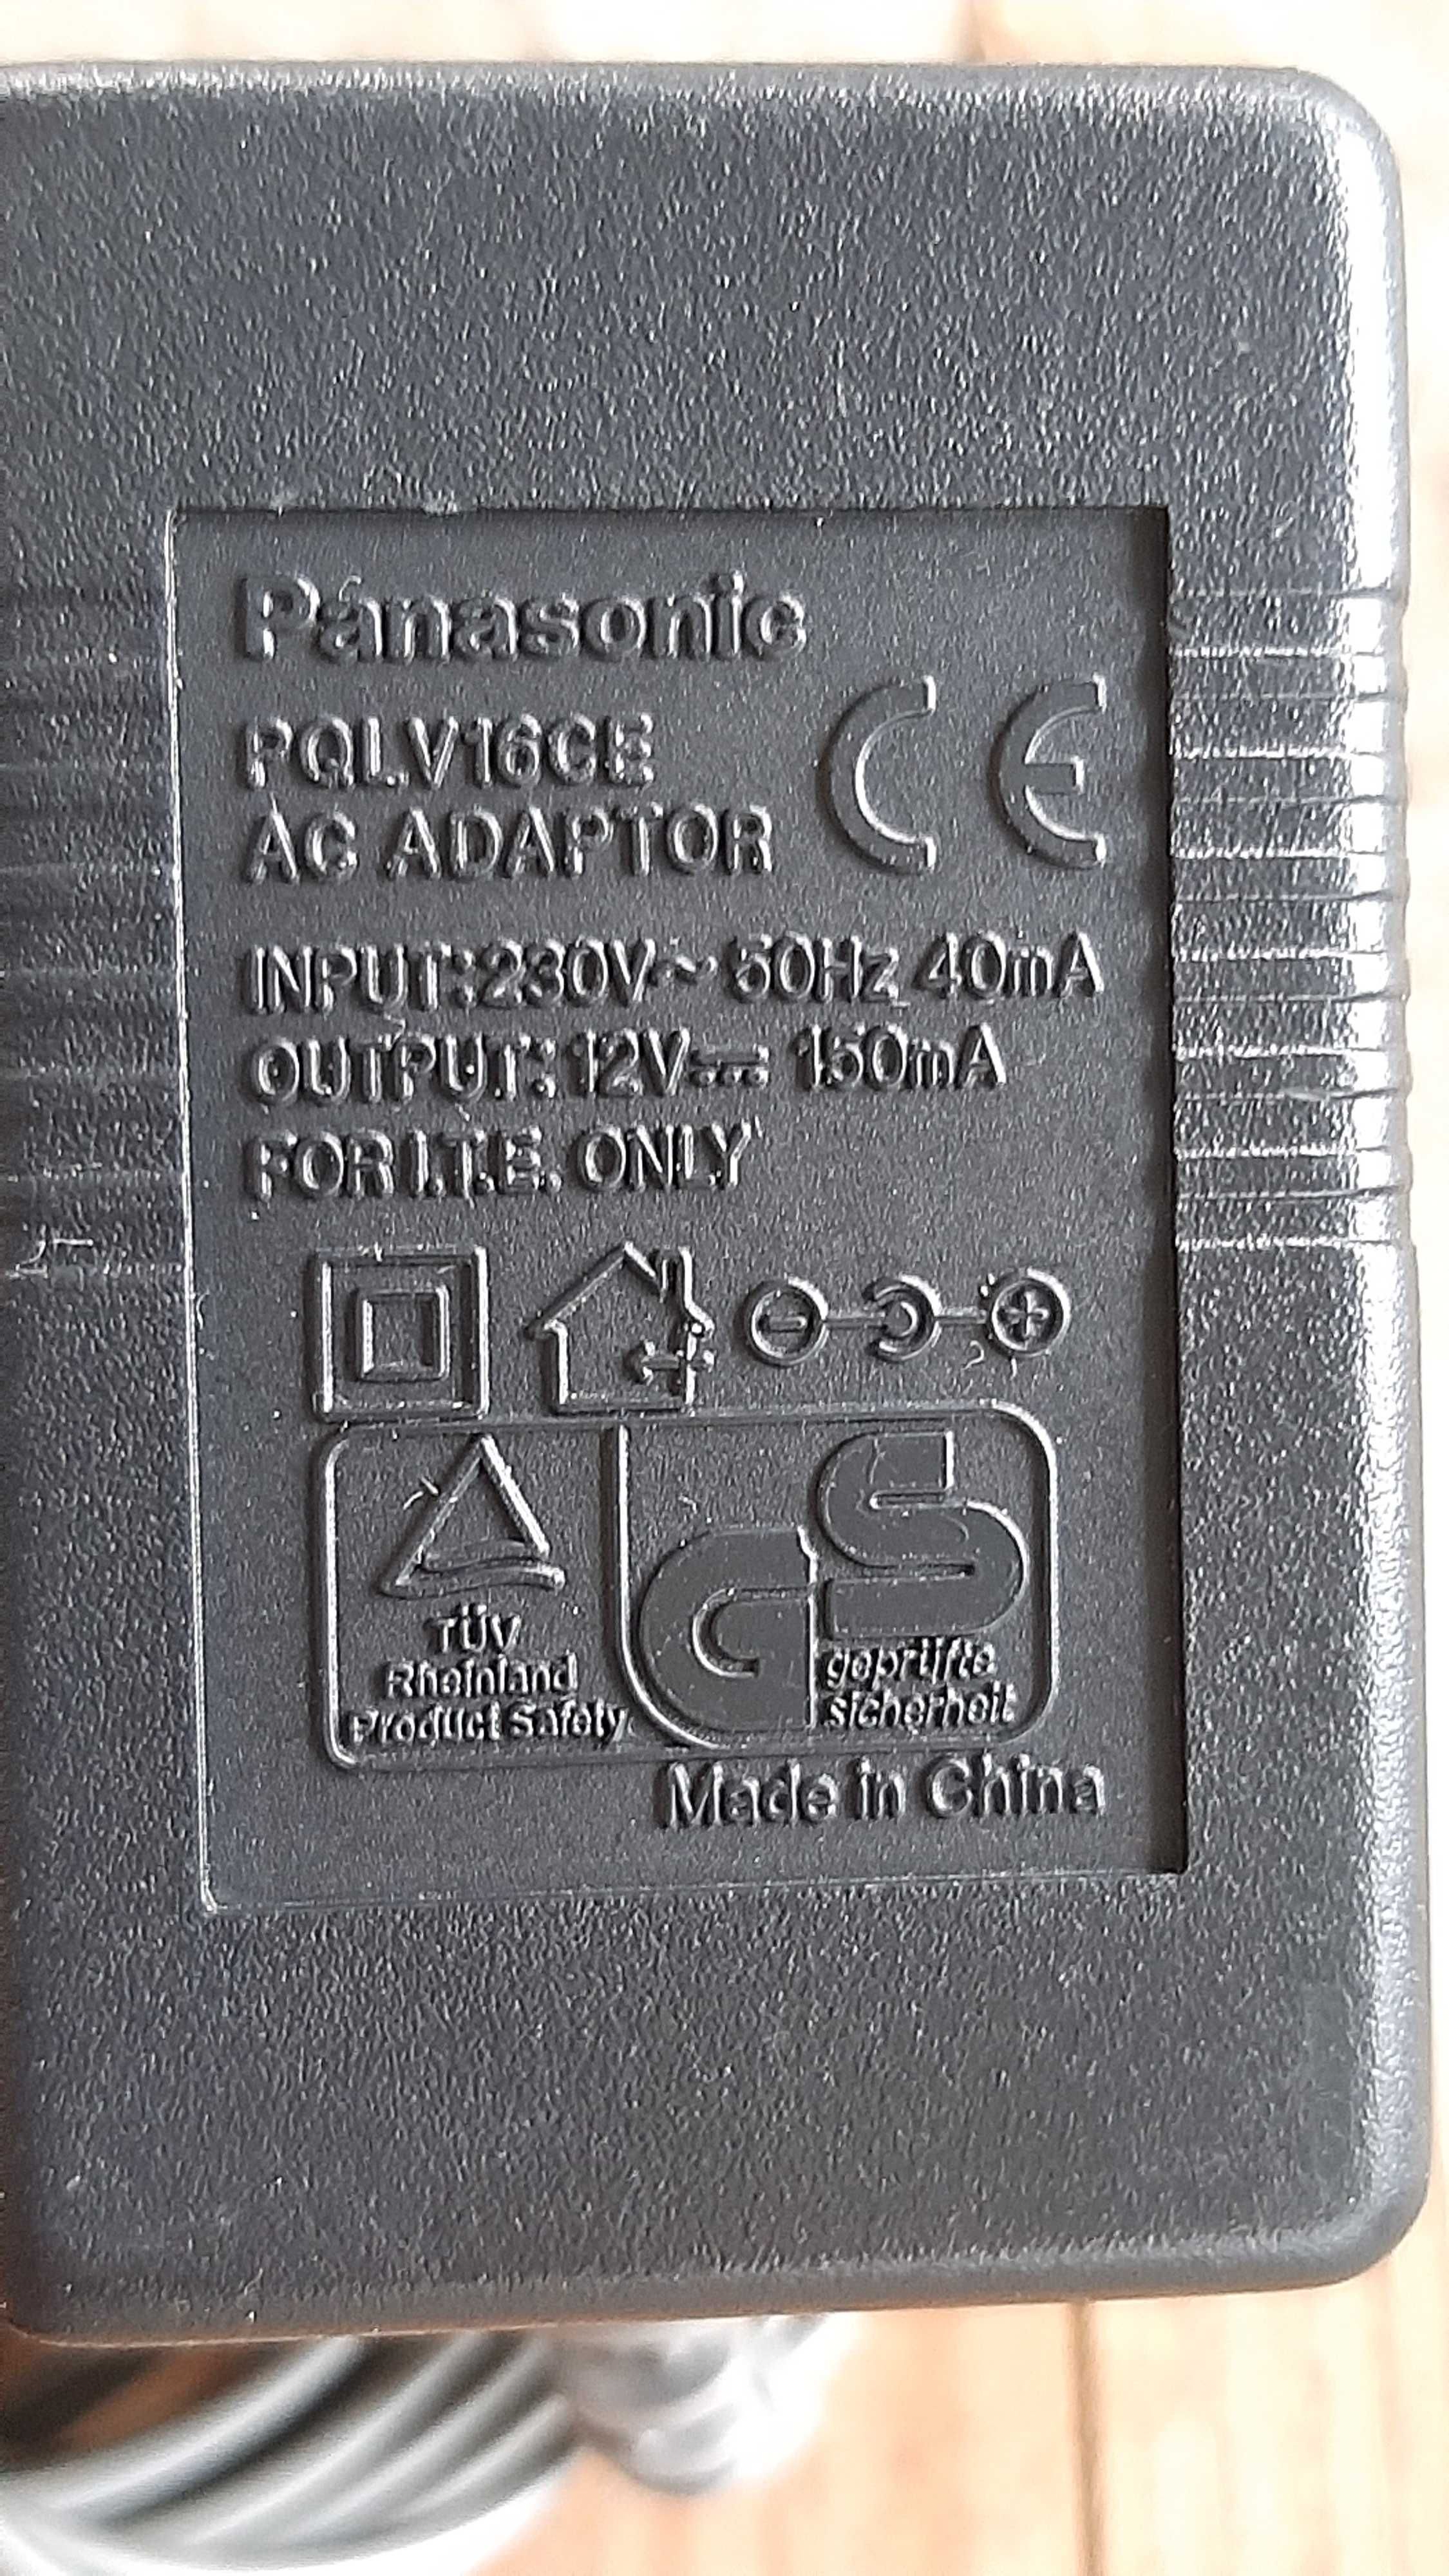 Panasonic
PQLV16CE
AC ADAPTOR
CE
INPUT:230V~ 50Hz 40mA
OUTPUT: 12V⎓ 150mA
FOR I.T.E. ONLY
TÜV
Rheinland
Product Safety
GS
geprüfte
sicherheit
Made in China